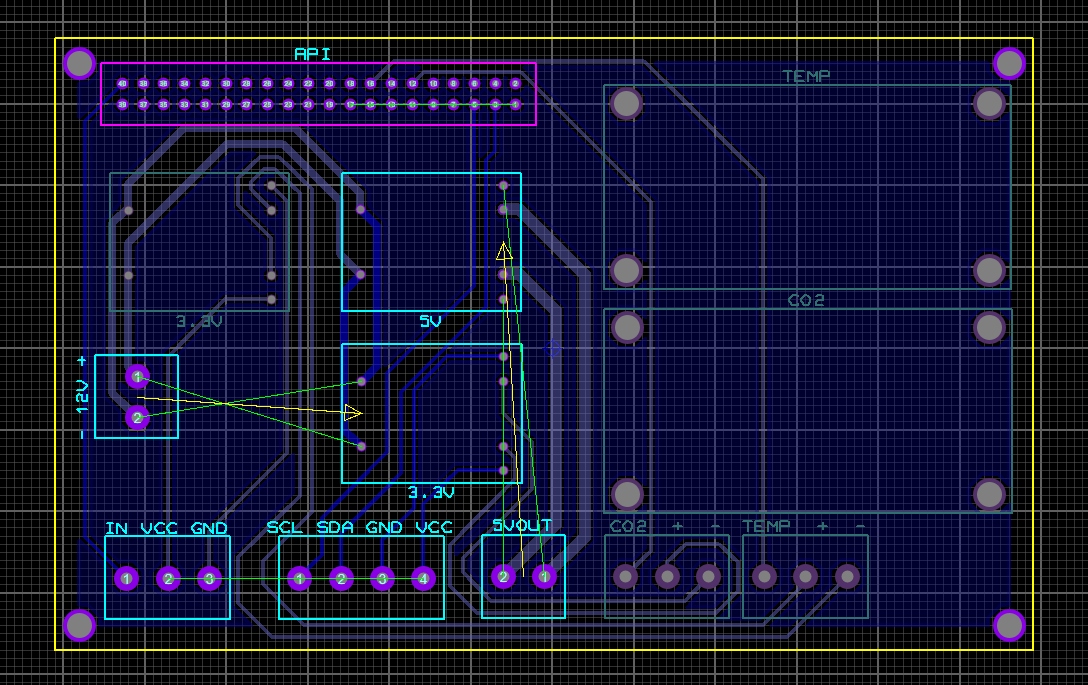 API
TEMP
40 38 36 34 32 30 28 26 24 22 20 18 16 14 12 10 8 6 4 2
39 37 35 33 31 29 27 25 23 21 19 17 15 13 11 9 7 5 3 1
CO2
3.3V
5V
12V + -
1
2
3.3V
IN VCC GND
SCL SDA GND VCC
5VOUT
CO2 + -
TEMP + -
1 2 3
1 2 3 4
2 1